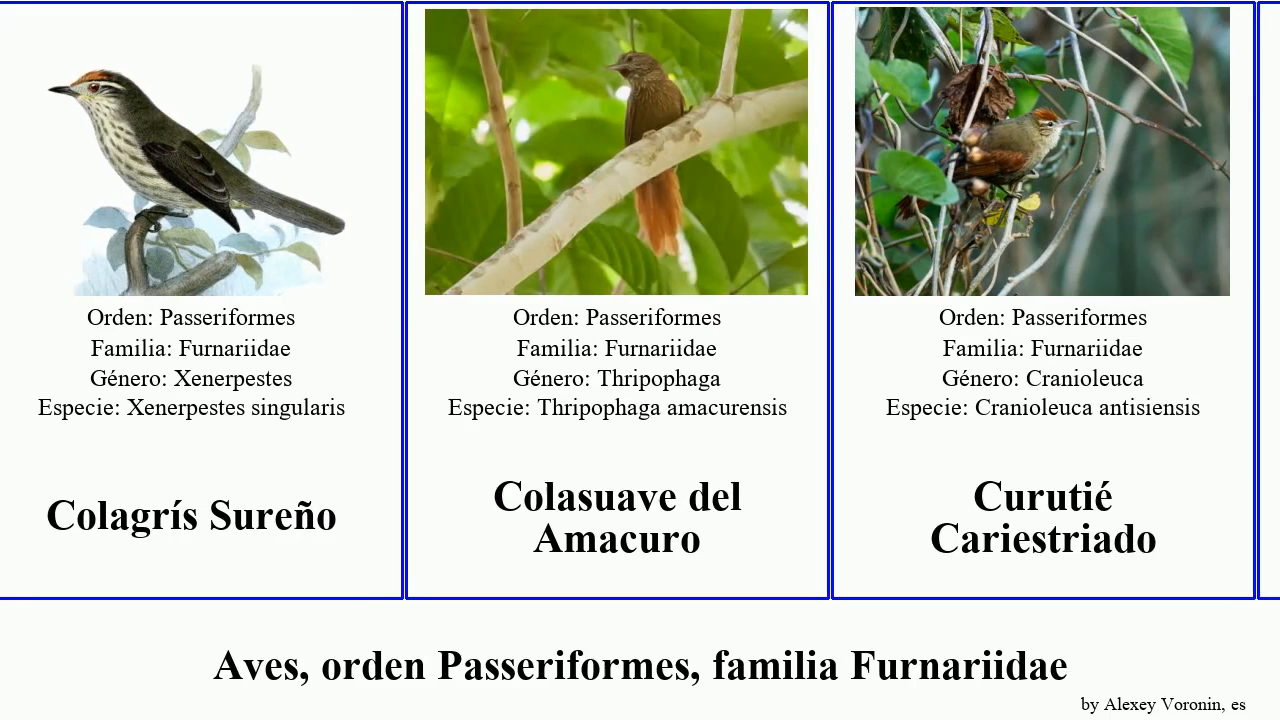 Orden: Passeriformes
Familia: Furnariidae
Género: Xenerpestes
Especie: Xenerpestes singularis
Colagrís Sureño
Orden: Passeriformes
Familia: Furnariidae
Género: Thripophaga
Especie: Thripophaga amacurensis
Colasuave del
Amacuro
Orden: Passeriformes
Familia: Furnariidae
Género: Cranioleuca
Especie: Cranioleuca antisiensis
Curutié
Cariestriado
Aves, orden Passeriformes, familia Furnariidae
by Alexey Voronin, es